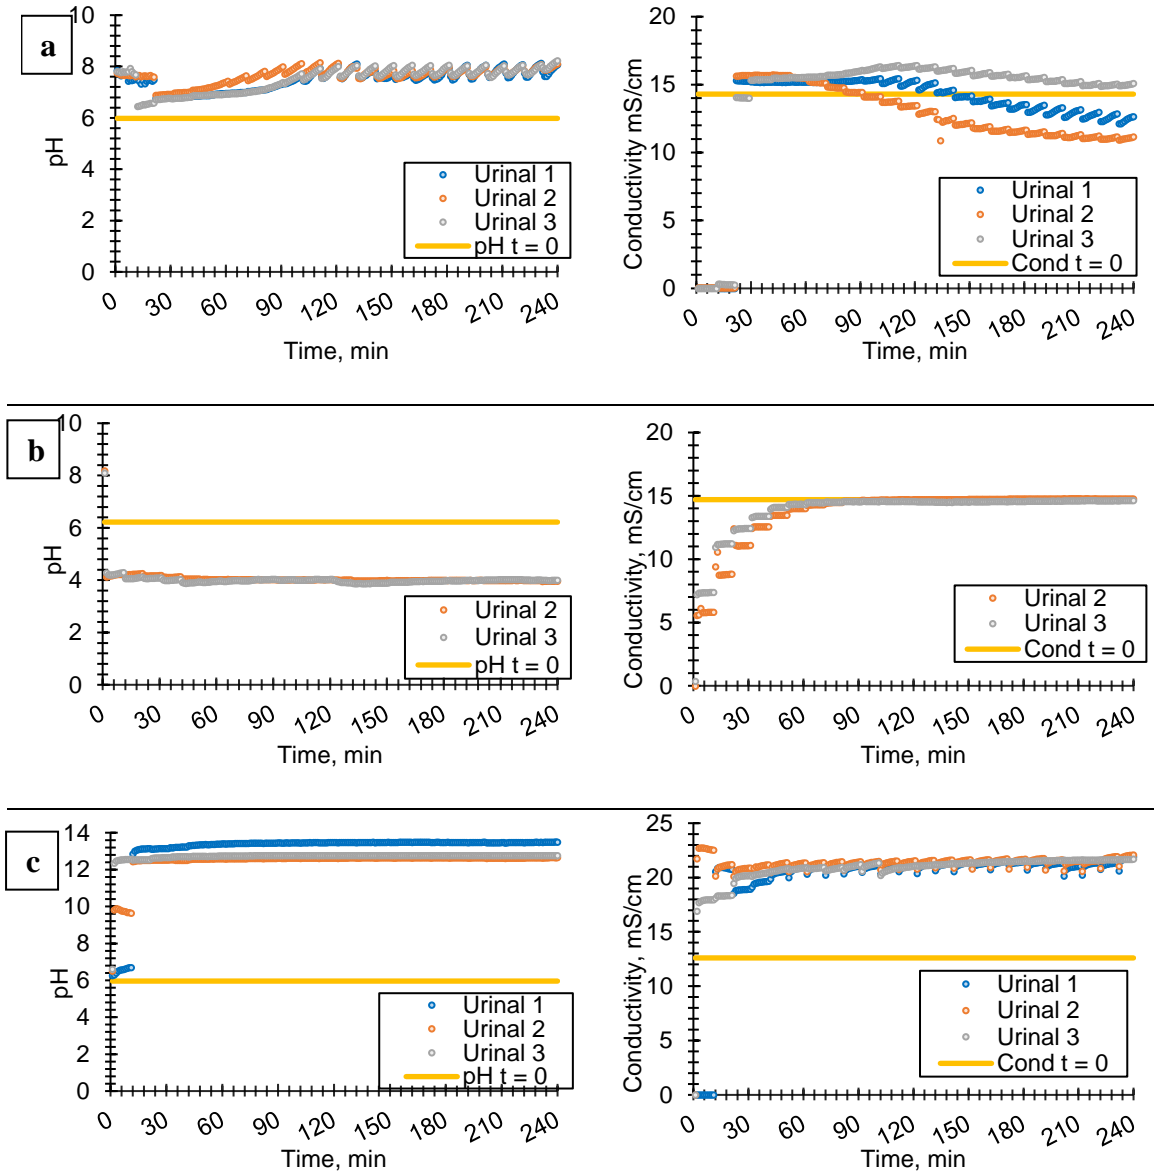 a
10
8
6
4
2
0
pH
0 30 60 90 120 150 180 210 240
Time, min
Urinal 1
Urinal 2
Urinal 3
pH t = 0
20
15
10
5
0
Conductivity mS/cm
0 30 60 90 120 150 180 210 240
Time, min
Urinal 1
Urinal 2
Urinal 3
Cond t = 0
b
10
8
6
4
2
0
pH
0 30 60 90 120 150 180 210 240
Time, min
Urinal 2
Urinal 3
pH t = 0
20
15
10
5
0
Conductivity, mS/cm
0 30 60 90 120 150 180 210 240
Time, min
Urinal 2
Urinal 3
Cond t = 0
c
14
12
10
8
6
4
2
0
pH
0 30 60 90 120 150 180 210 240
Time, min
Urinal 1
Urinal 2
Urinal 3
pH t = 0
25
20
15
10
5
0
Conductivity, mS/cm
0 30 60 90 120 150 180 210 240
Time, min
Urinal 1
Urinal 2
Urinal 3
Cond t = 0